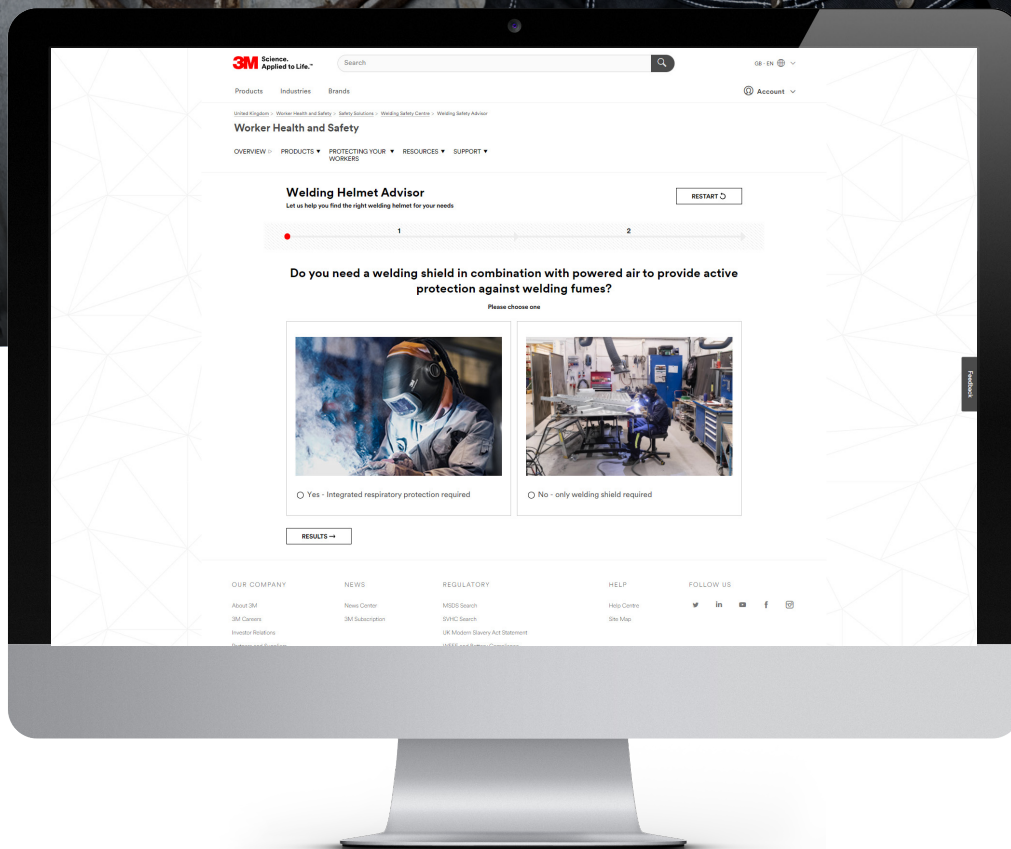 3M Science.
Applied to Life.™
Search
GB - EN
Products Industries Brands
Account
United Kingdom > Worker Health and Safety > Safety Solutions > Welding Safety Centre > Welding Safety Advisor
Worker Health and Safety
OVERVIEW PRODUCTS ▼ PROTECTING YOUR ▼ RESOURCES ▼ SUPPORT ▼
WORKERS
Welding Helmet Advisor
RESTART
Let us help you find the right welding helmet for your needs
1 2
Do you need a welding shield in combination with powered air to provide active
protection against welding fumes?
Please choose one
Yes - Integrated respiratory protection required
No - only welding shield required
RESULTS →
Feedback
OUR COMPANY NEWS REGULATORY HELP FOLLOW US
About 3M News Center MSDS Search Help Centre
3M Careers 3M Subscription SVHC Search Site Map
Investor Relations UK Modern Slavery Act Statement